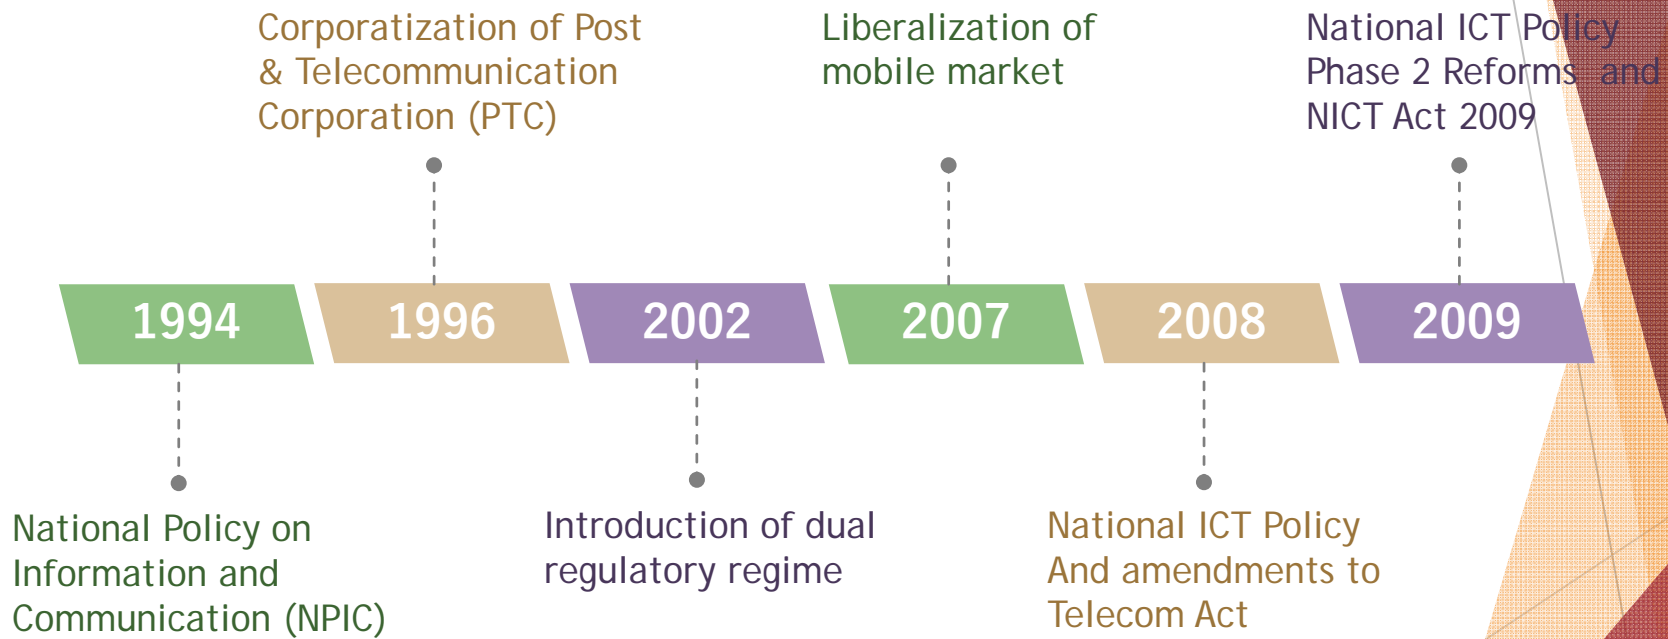 Corporatization of Post
& Telecommunication
Corporation (PTC)
Liberalization of
mobile market
National ICT Policy
Phase 2 Reforms and
NICT Act 2009
1994
1996
2002
2007
2008
2009
National Policy on
Information and
Communication (NPIC)
Introduction of dual
regulatory regime
National ICT Policy
And amendments to
Telecom Act